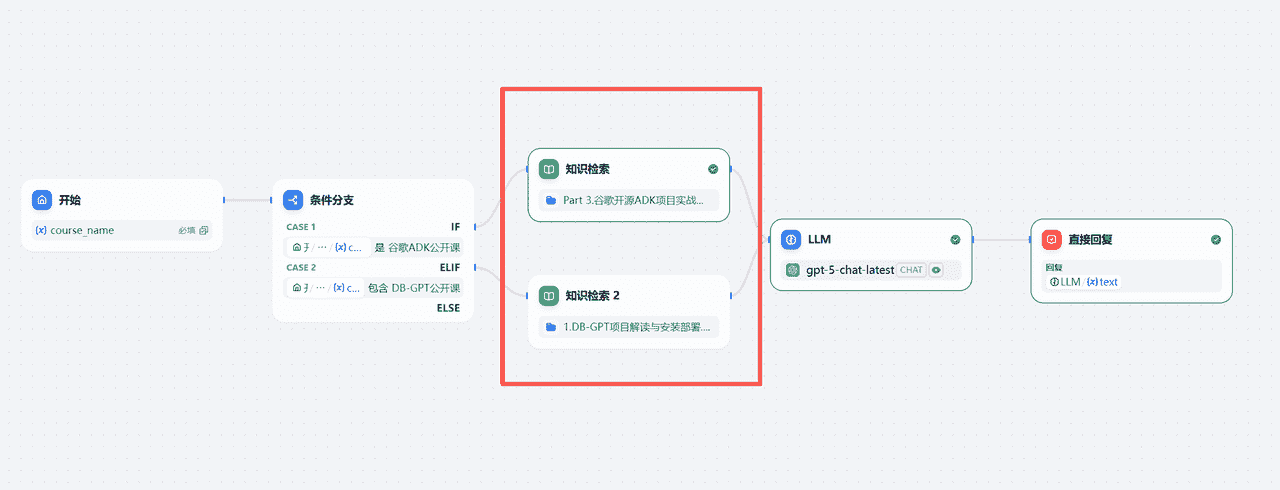 开始
(x) course_name 必填
条件分支
CASE 1 IF
/ ··· / (x) c... 是 谷歌ADK公开课
CASE 2 ELIF
/ ··· / (x) c... 包含 DB-GPT公开课
ELSE
知识检索
Part 3.谷歌开源ADK项目实战...
知识检索 2
1.DB-GPT项目解读与安装部署....
LLM
gpt-5-chat-latest CHAT
直接回复
回复
LLM / (x) text